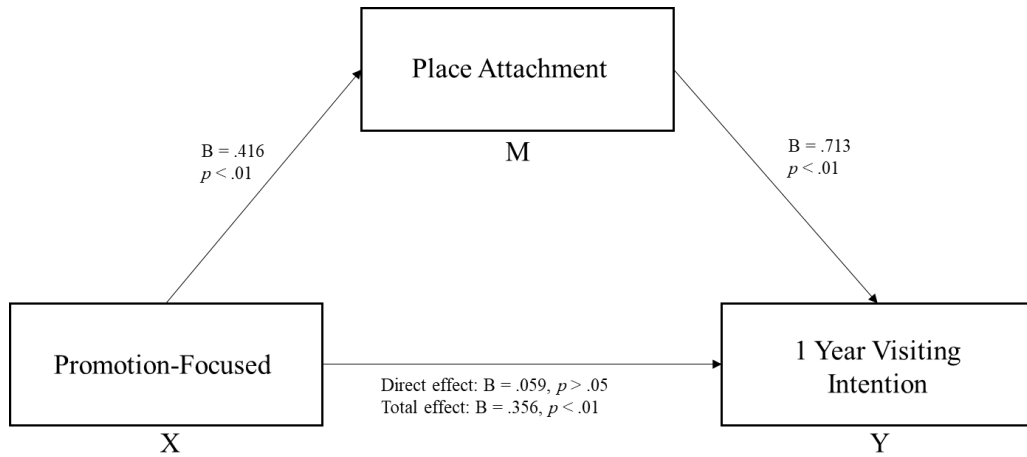 Place Attachment
M
B = .416
p < .01
B = .713
p < .01
Promotion-Focused
X
Direct effect: B = .059, p > .05
Total effect: B = .356, p < .01
1 Year Visiting
Intention
Y